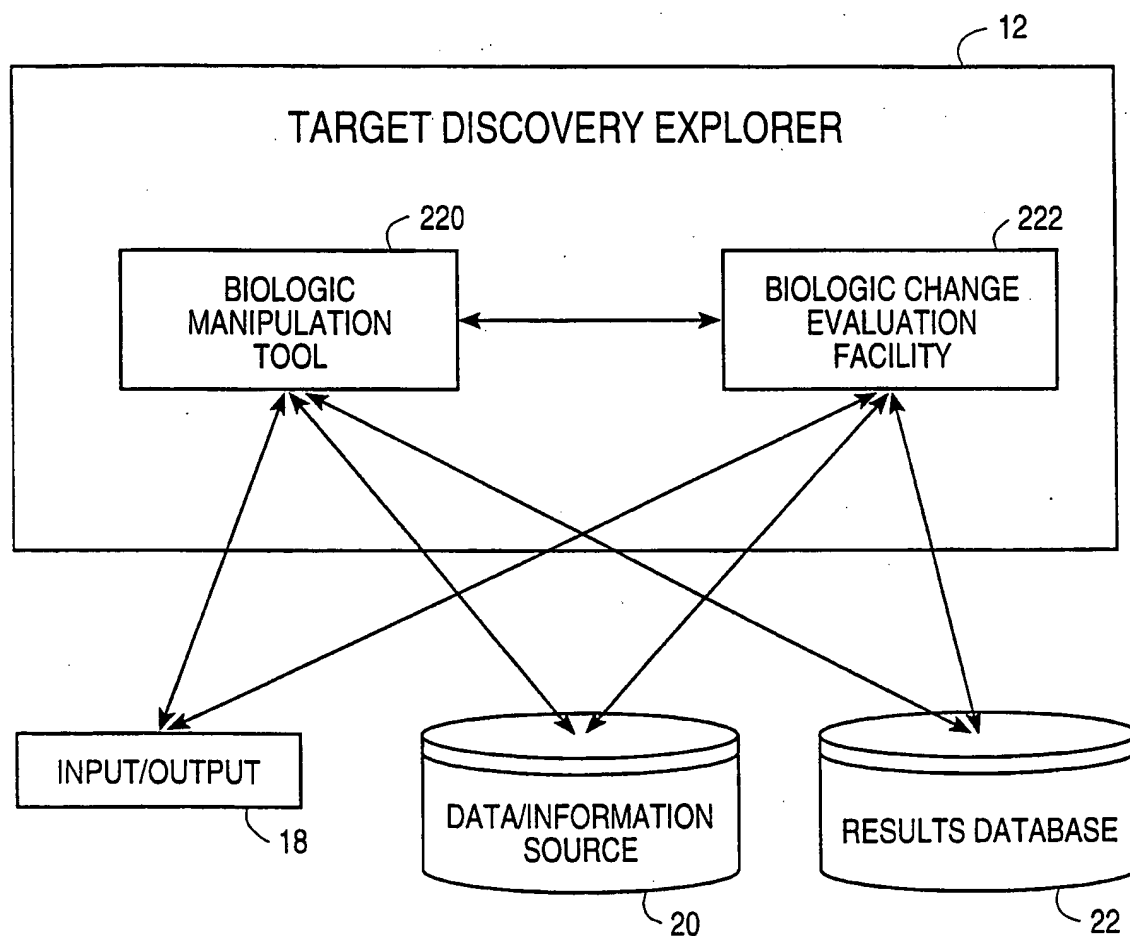 12
TARGET DISCOVERY EXPLORER
220
222
BIOLOGIC
MANIPULATION
TOOL
BIOLOGIC CHANGE
EVALUATION
FACILITY
INPUT/OUTPUT
18
DATA/INFORMATION
SOURCE
20
RESULTS DATABASE
22